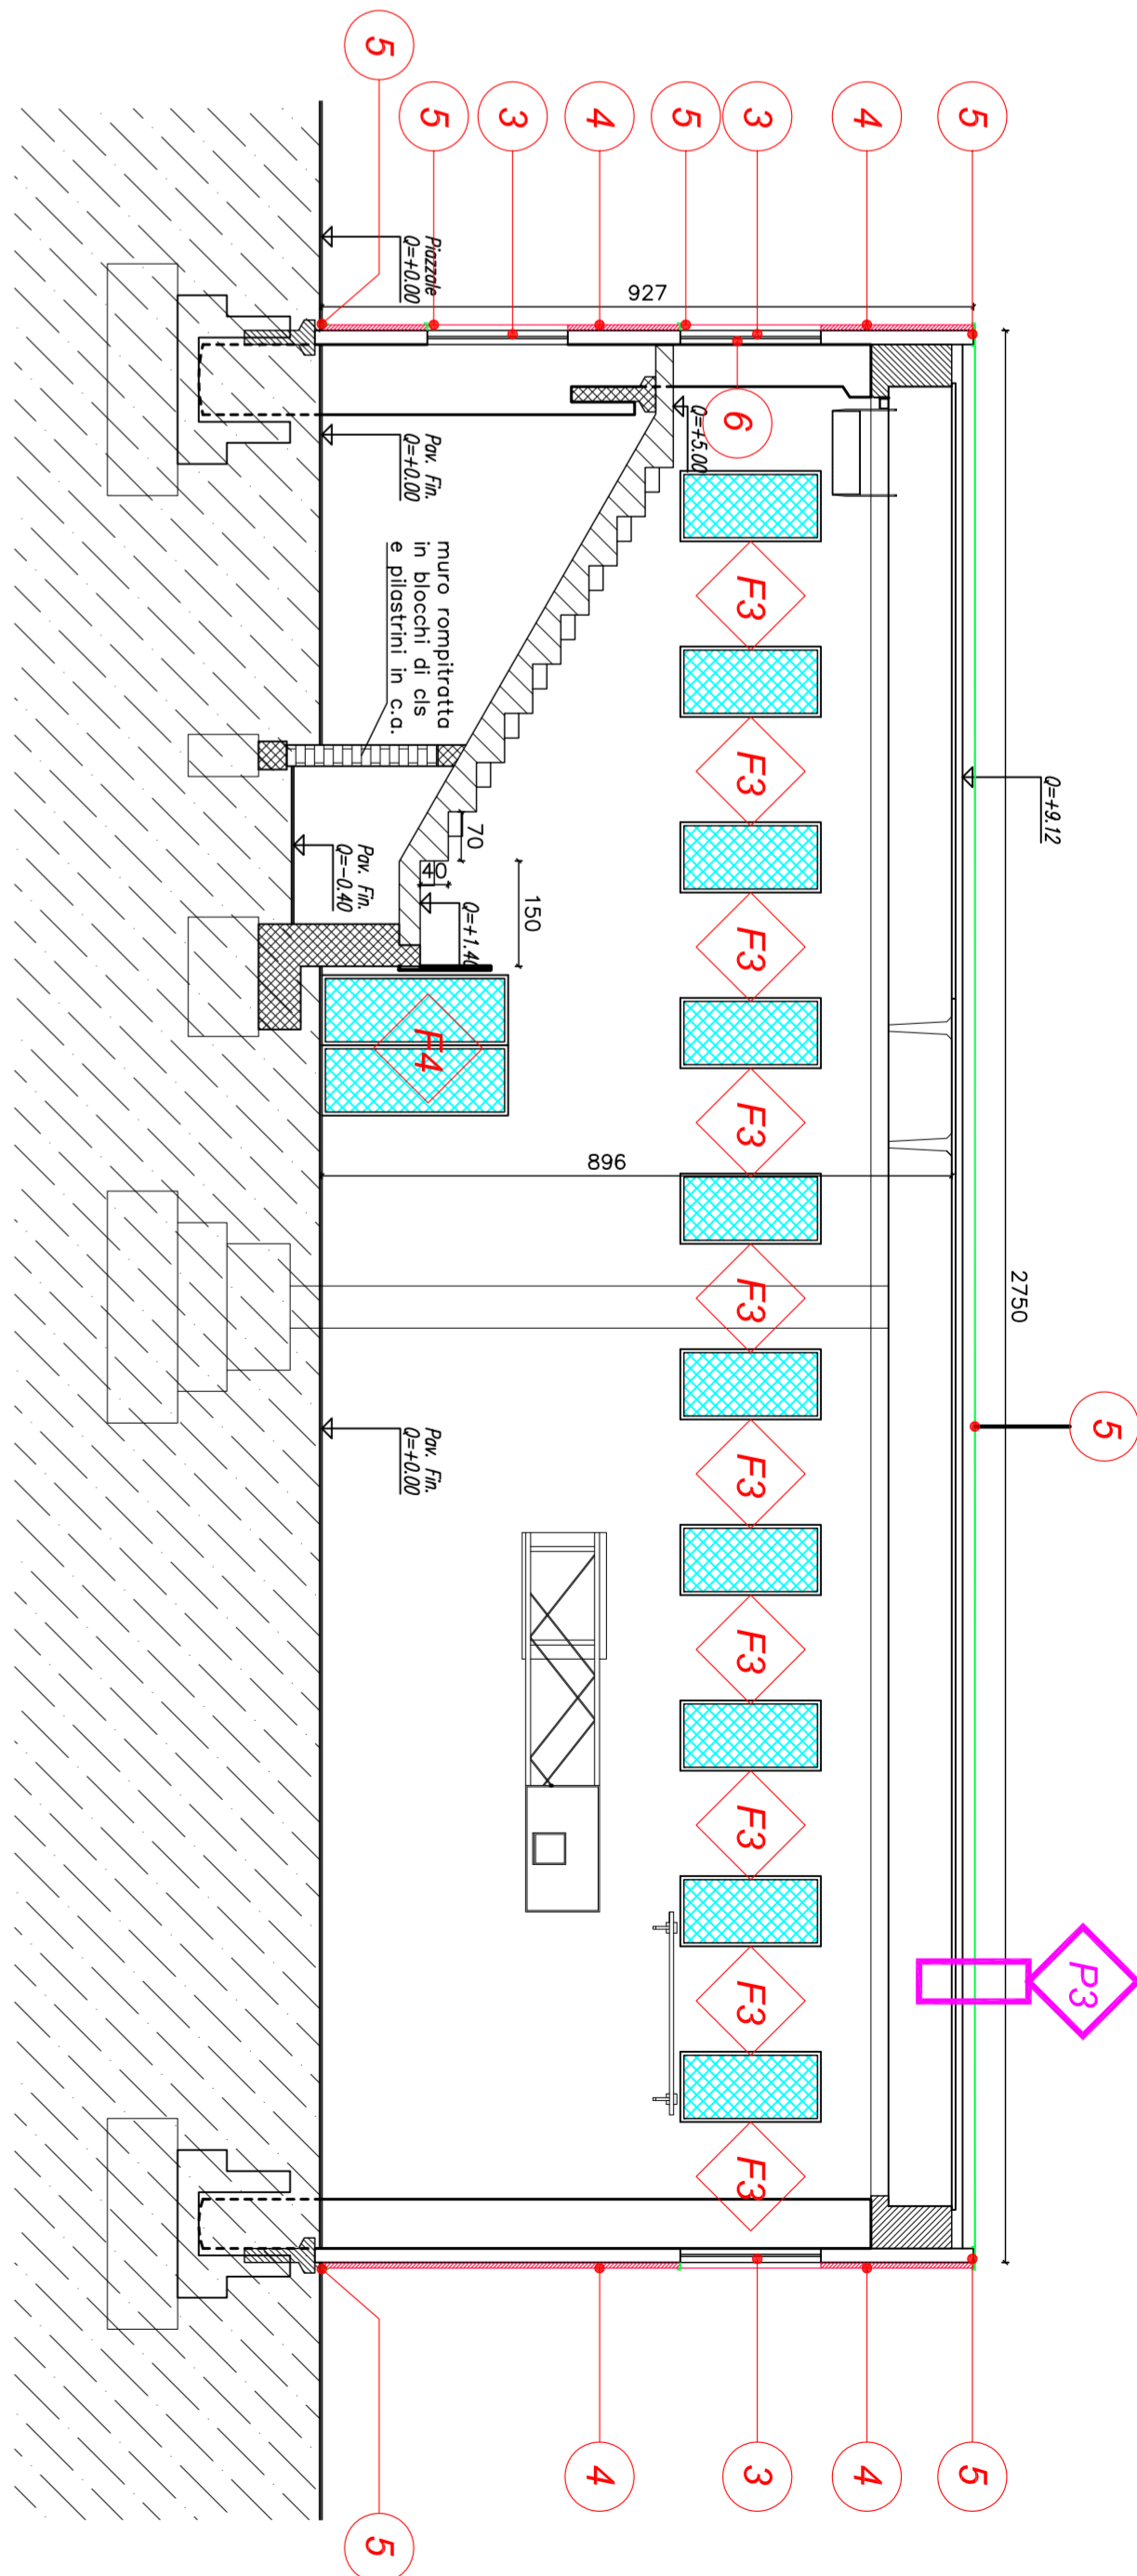 5
P3
2750
Q=+9.12
5
5
4
4
3
6
F3
F3
F3
F3
F3
F3
F3
F3
F3
F3
3
5
Q=+5.00
927
896
4
4
3
150
70
Q=+1.40
40
5
F4
muro rompitratta
in blocchi di cls
e pilastrini in c.a.
Piazzale
Q=+0.00
Pav. Fin.
Q=+0.00
Pav. Fin.
Q=-0.40
Pav. Fin.
Q=+0.00
5
5